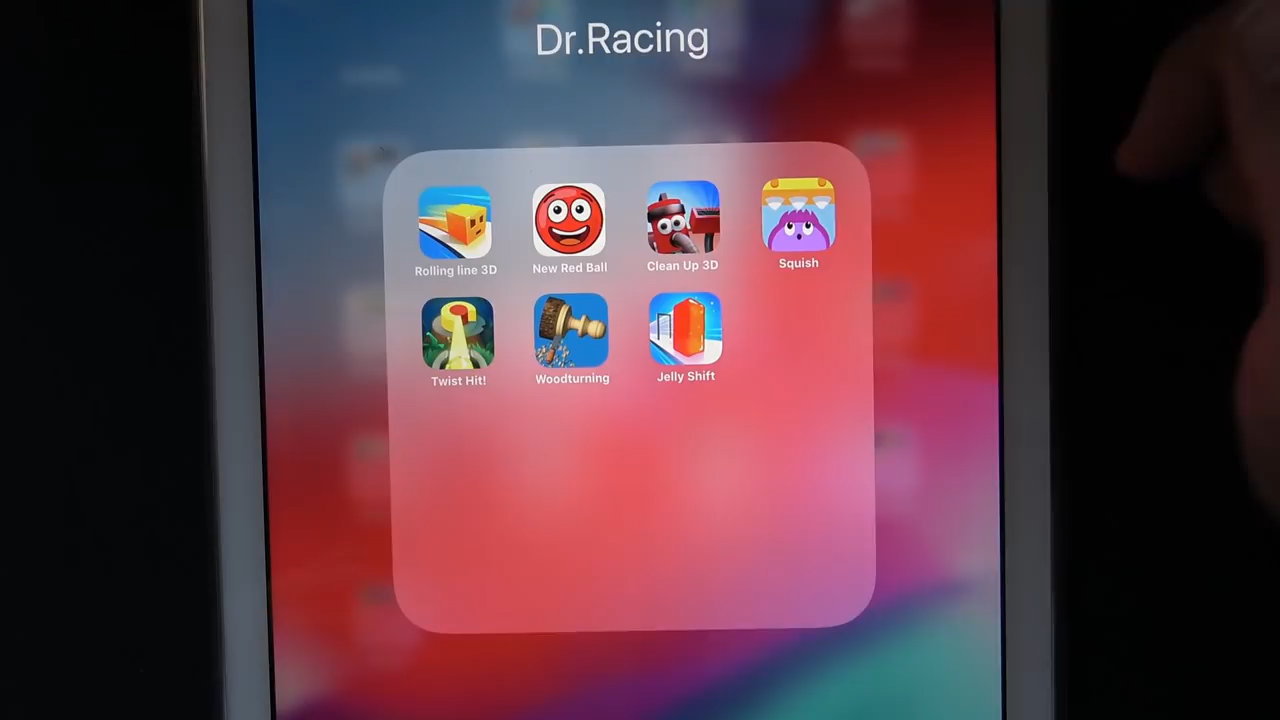 Dr.Racing
Rolling line 3D
New Red Ball
Clean Up 3D
Squish
Twist Hit!
Woodturning
Jelly Shift